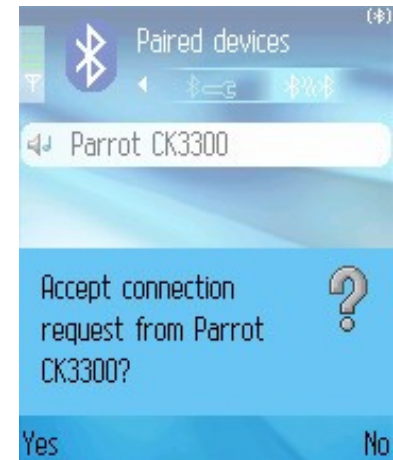 Paired devices
Parrot CK3300
Accept connection
request from Parrot
CK3300?
Yes No